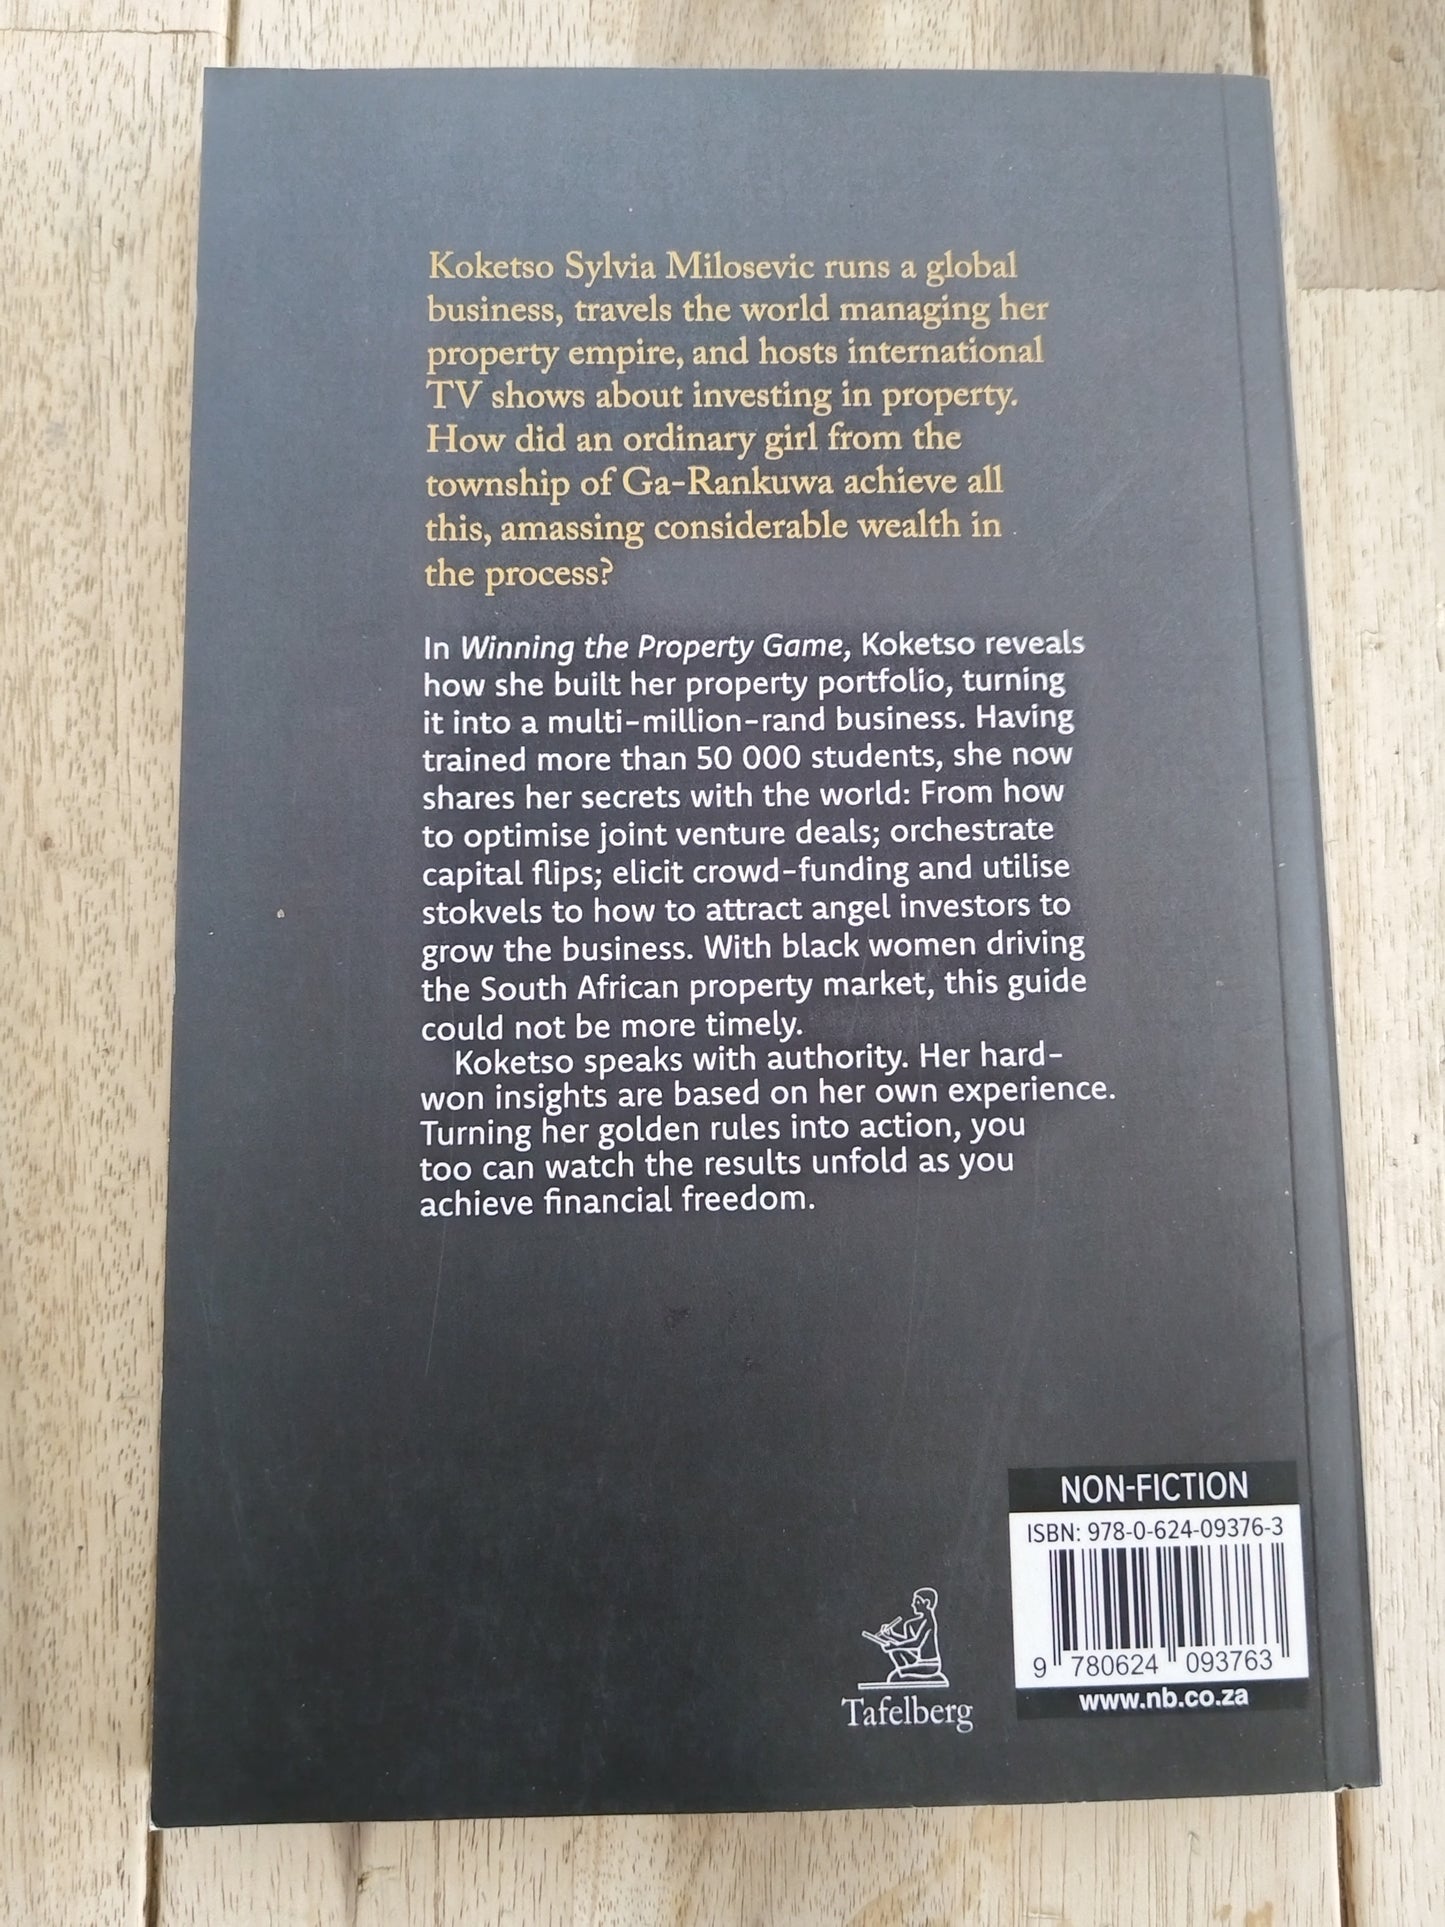 Koketso Sylvia Milosevic runs a global
business, travels the world managing her
property empire, and hosts international
TV shows about investing in property.
How did an ordinary girl from the
township of Ga-Rankuwa achieve all
this, amassing considerable wealth in
the process?
In Winning the Property Game, Koketso reveals
how she built her property portfolio, turning
it into a multi-million-rand business. Having
trained more than 50 000 students, she now
shares her secrets with the world: From how
to optimise joint venture deals; orchestrate
capital flips; elicit crowd-funding and utilise
stokvels to how to attract angel investors to
grow the business. With black women driving
the South African property market, this guide
could not be more timely.
Koketso speaks with authority. Her hard-
won insights are based on her own experience.
Turning her golden rules into action, you
too can watch the results unfold as you
achieve financial freedom.
Tafelberg
NON-FICTION
ISBN: 978-0-624-09376-3
9 780624 093763
www.nb.co.za